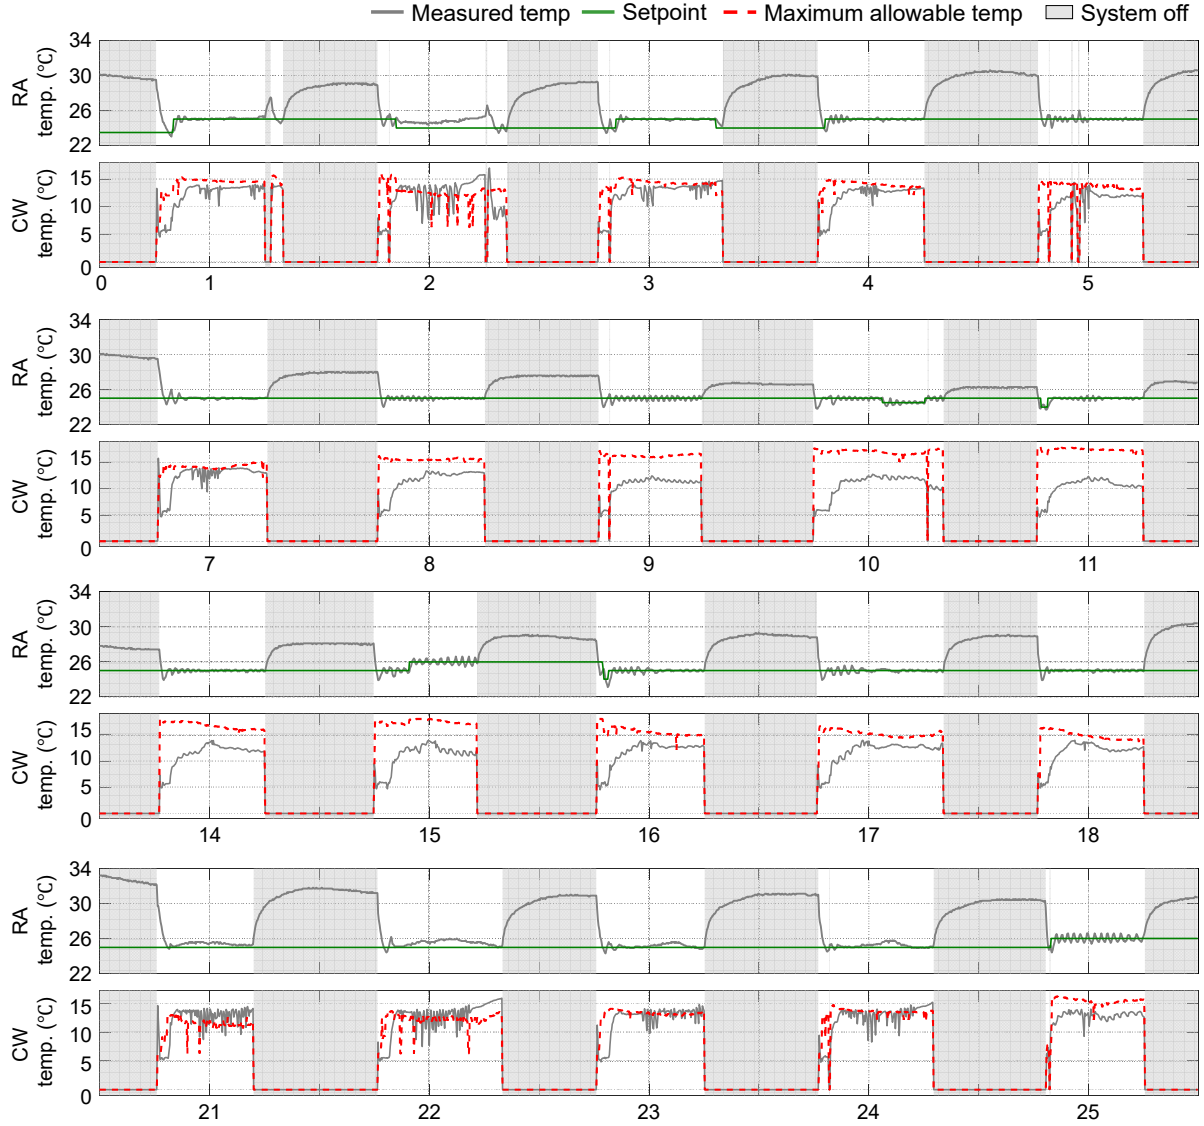 Measured temp Setpoint Maximum allowable temp System off
RA temp. (°C)
34
30
26
22
CW temp. (°C)
15
10
5
0
0 1 2 3 4 5
RA temp. (°C)
34
30
26
22
CW temp. (°C)
15
10
5
0
7 8 9 10 11
RA temp. (°C)
34
30
26
22
CW temp. (°C)
15
10
5
0
14 15 16 17 18
RA temp. (°C)
34
30
26
22
CW temp. (°C)
15
10
5
0
21 22 23 24 25